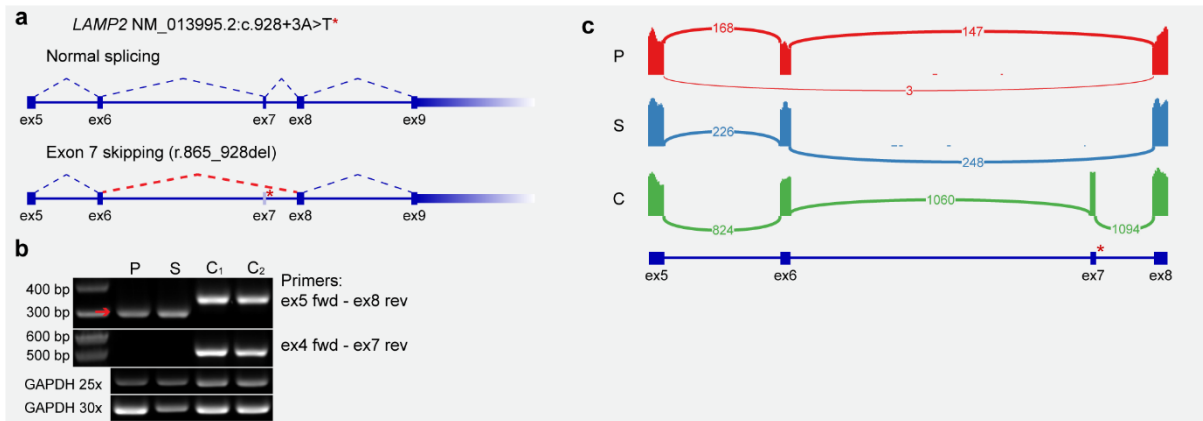 a
LAMP2 NM_013995.2:c.928+3A>T*
Normal splicing
ex5 ex6 ex7 ex8 ex9
Exon 7 skipping (r.865_928del)
*
ex5 ex6 ex7 ex8 ex9
b
P S C1 C2
Primers:
400 bp
ex5 fwd - ex8 rev
300 bp
600 bp
ex4 fwd - ex7 rev
500 bp
GAPDH 25x
GAPDH 30x
c
P
168 147
3
S
226
248
C
1060
824 1094
*
ex5 ex6 ex7 ex8